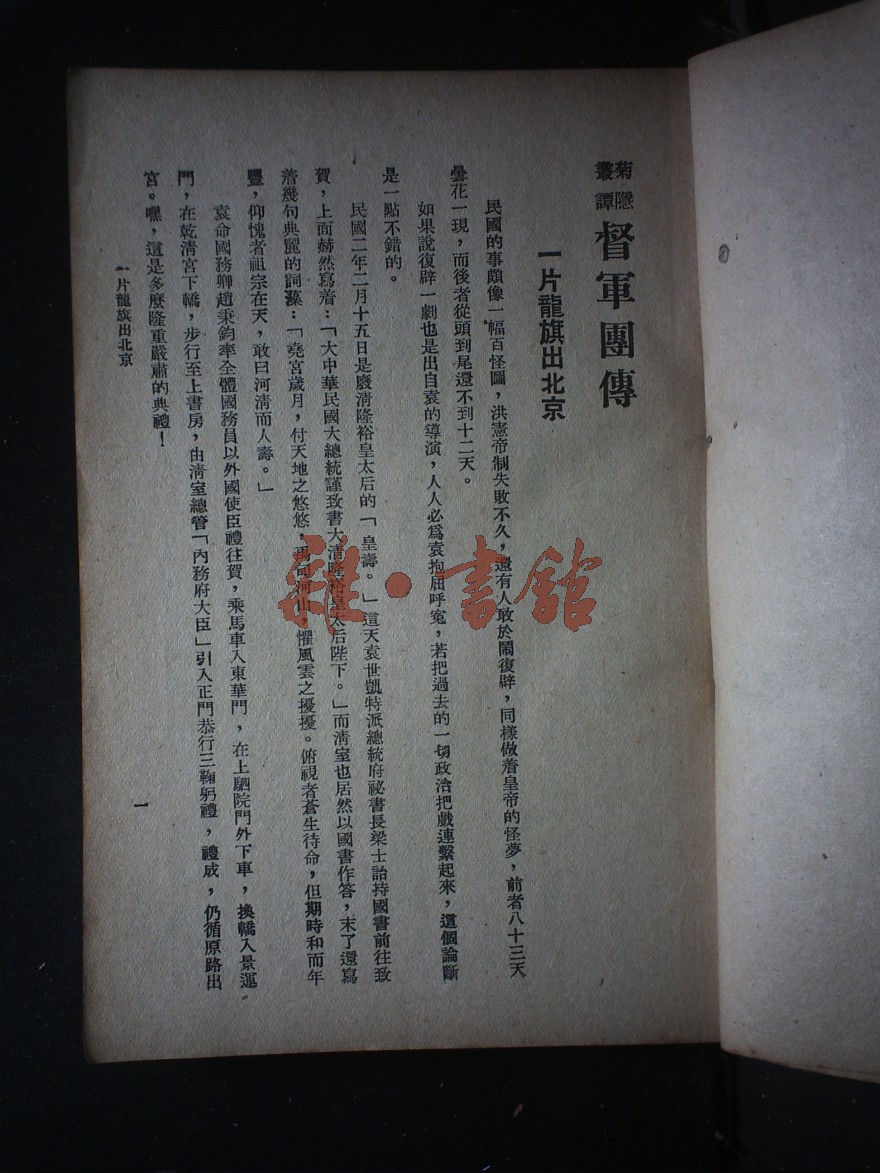 菊隱叢譚
督軍團傳
一片龍旗出北京
民國的事頗像一幅百怪圖，洪憲帝制失敗不久，還有人敢於鬧復辟，同樣做着皇帝的怪夢，前者八十三天
曇花一現，而後者從頭到尾還不到十二天。
如果說復辟一劇也是出自袁的導演，人人必爲袁抱屈呼寃，若把過去的一切政治把戲連繫起來，這個論斷
是一點不錯的。
民國二年二月十五日是廢淸隆裕皇太后的「皇壽。」這天袁世凱特派總統府祕書長梁士詒持國書前往致
賀，上面赫然寫着：「大中華民國大總統謹致書大淸隆裕皇太后陛下。」而淸室也居然以國書作答，末了還寫
着幾句典麗的詞藻：「堯宮歲月，付天地之悠悠，禹甸河山，懼風雲之擾擾。俯視者蒼生待命，但期時和而年
豐，仰愧者祖宗在天，敢曰河淸而人壽。」
袁命國務卿趙秉鈞率全體國務員以外國使臣禮往賀，乘馬車入東華門，在上駟院門外下車，換轎入景運
門，在乾淸宮下轎，步行至上書房，由淸室總管「內務府大臣」引入正門恭行三鞠躬禮，禮成，仍循原路出
宮。嘿，這是多麼隆重嚴肅的典禮！
一片龍旗出北京
一
雜·書館